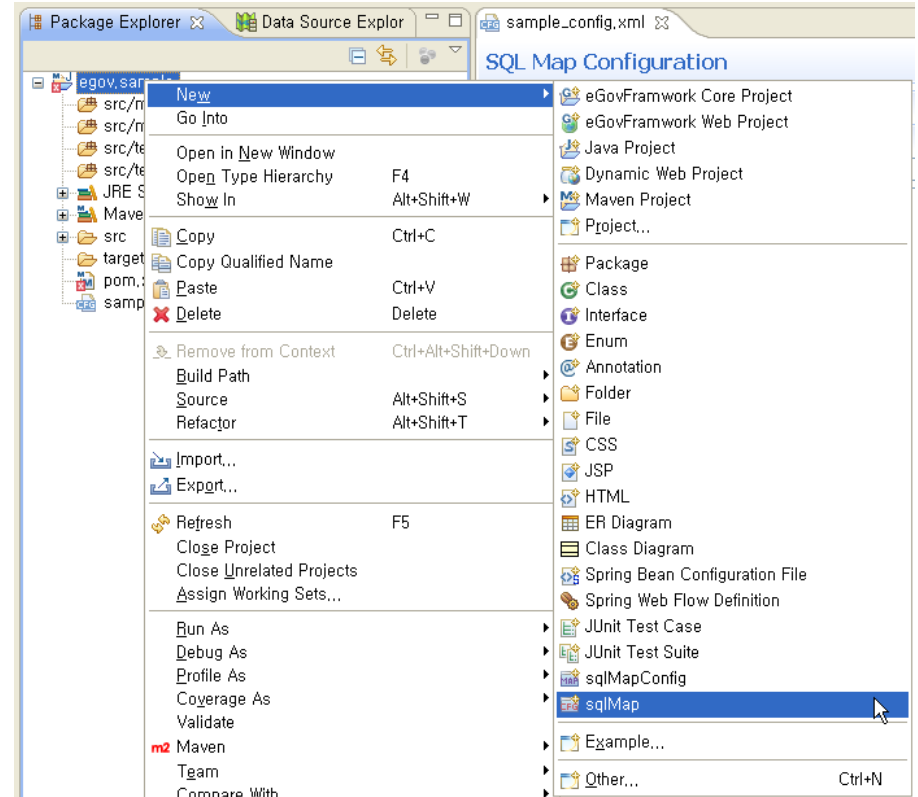 Package Explorer
Data Source Explor
sample_config.xml
SQL Map Configuration
egov.sample
src/m
src/m
src/te
src/te
JRE S
Mave
src
target
pom.
samp
New
Go Into
Open in New Window
Open Type Hierarchy F4
Show In Alt+Shift+W
Copy Ctrl+C
Copy Qualified Name
Paste Ctrl+V
Delete Delete
Remove from Context Ctrl+Alt+Shift+Down
Build Path
Source Alt+Shift+S
Refactor Alt+Shift+T
Import...
Export...
Refresh F5
Close Project
Close Unrelated Projects
Assign Working Sets...
Run As
Debug As
Profile As
Coverage As
Validate
m2 Maven
Team
Compare With
eGovFramwork Core Project
eGovFramwork Web Project
Java Project
Dynamic Web Project
Maven Project
Project...
Package
Class
Interface
Enum
Annotation
Folder
File
CSS
JSP
HTML
ER Diagram
Class Diagram
Spring Bean Configuration File
Spring Web Flow Definition
JUnit Test Case
JUnit Test Suite
sqlMapConfig
sqlMap
Example...
Other... Ctrl+N